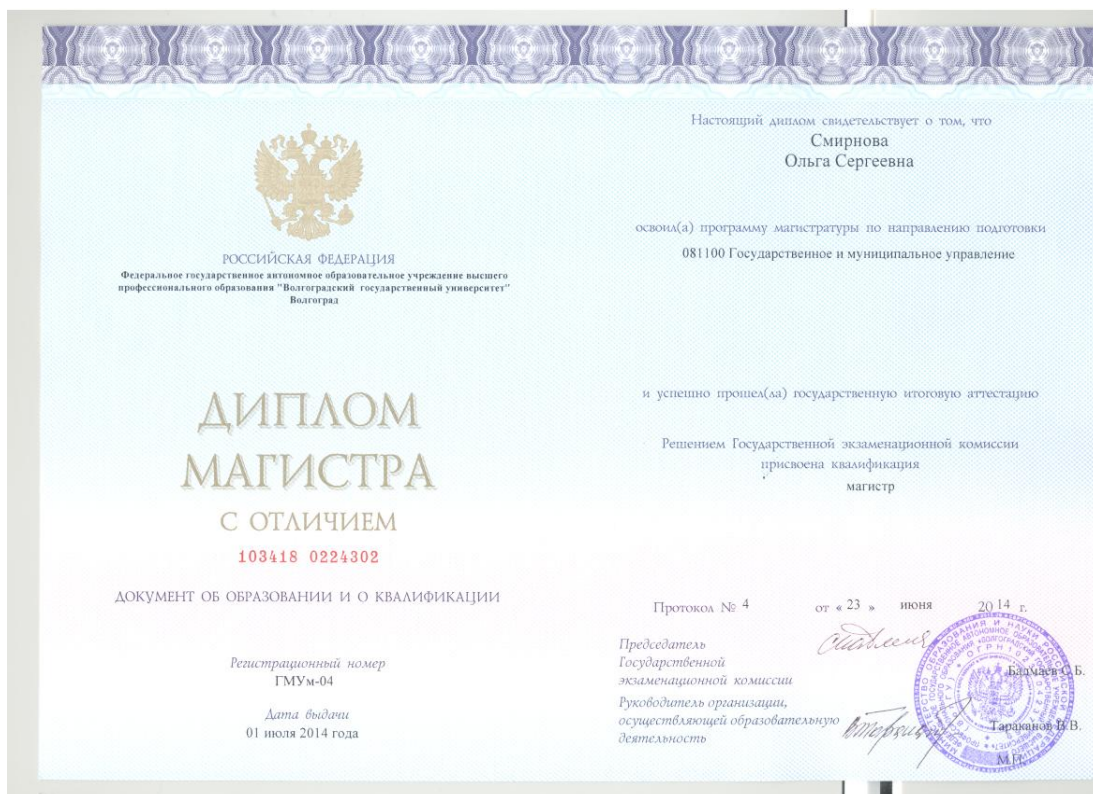 РОССИЙСКАЯ ФЕДЕРАЦИЯ
Федеральное государственное автономное образовательное учреждение высшего
профессионального образования "Волгоградский государственный университет"
Волгоград
ДИПЛОМ
МАГИСТРА
С ОТЛИЧИЕМ
103418 0224302
ДОКУМЕНТ ОБ ОБРАЗОВАНИИ И О КВАЛИФИКАЦИИ
Регистрационный номер
ГМУм-04
Дата выдачи
01 июля 2014 года
Настоящий диплом свидетельствует о том, что
Смирнова
Ольга Сергеевна
освоил(а) программу магистратуры по направлению подготовки
081100 Государственное и муниципальное управление
и успешно прошел(ла) государственную итоговую аттестацию
Решением Государственной экзаменационной комиссии
присвоена квалификация
магистр
Протокол № 4 от « 23 » июня 20 14 г.
Председатель
Государственной
экзаменационной комиссии
Бадмаев С.Б.
Руководитель организации,
осуществляющей образовательную
деятельность
Тараканов В.В.
М.П.